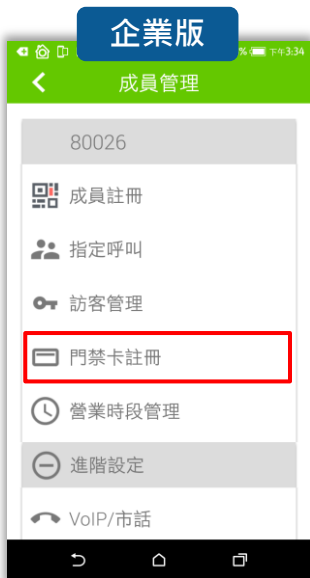 企業版
% 下午3:34
成員管理
80026
成員註冊
指定呼叫
訪客管理
門禁卡註冊
營業時段管理
進階設定
VoIP/市話